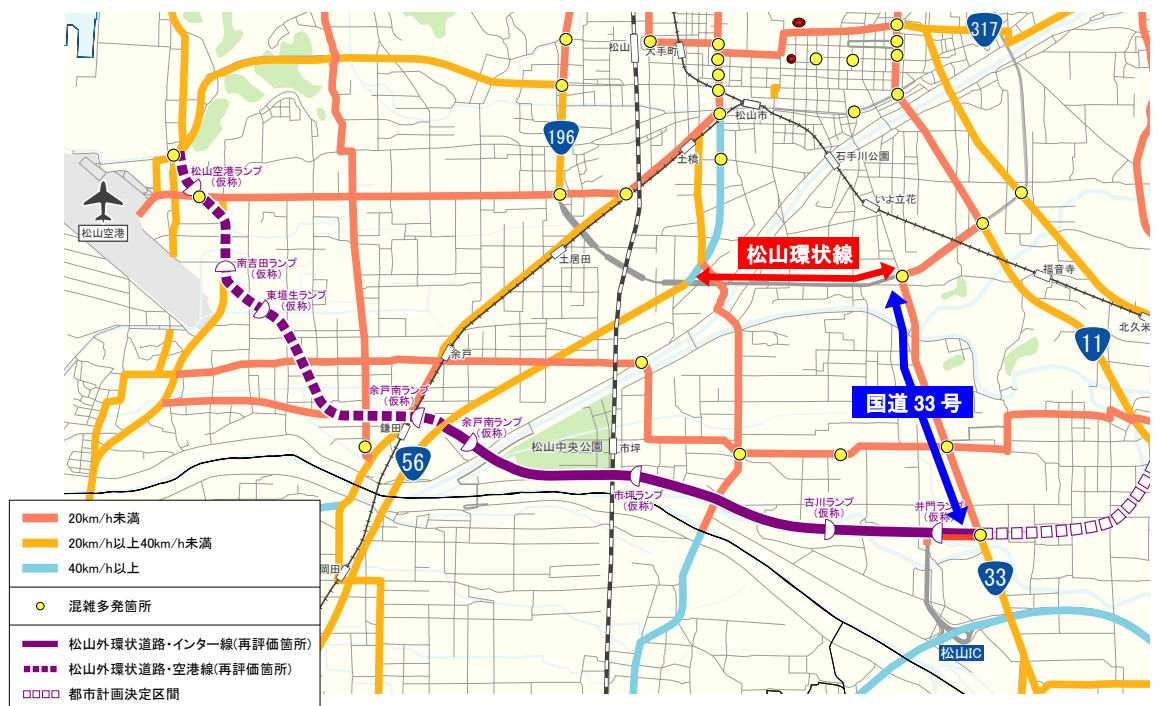 317
松山
大手町
196
松山市
土橋
石手川公園
松山空港ランプ
(仮称)
いよ立花
松山空港
松山環状線
南吉田ランプ
(仮称)
土居田
福音寺
東垣生ランプ
(仮称)
北久米
11
余戸
国道 33 号
余戸南ランプ
(仮称)
鎌田
余戸南ランプ
(仮称)
松山中央公園
市坪
56
市坪ランプ
(仮称)
古川ランプ
(仮称)
井門ランプ
(仮称)
岡田
33
松山IC
20km/h未満
20km/h以上40km/h未満
40km/h以上
混雑多発箇所
松山外環状道路・インター線(再評価箇所)
松山外環状道路・空港線(再評価箇所)
都市計画決定区間